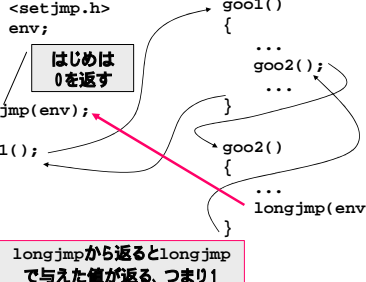 <setjmp.h>
env;
はじめは
0を返す
jmp(env);
1();
goo1()
{
...
goo2();
...
}
goo2()
{
...
longjmp(env
}
longjmpから返るとlongjmp
で与えた値が返る、つまり1